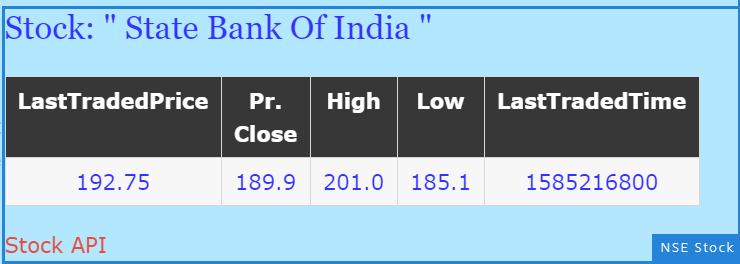 Stock: " State Bank Of India "
LastTradedPrice Pr. Close High Low LastTradedTime
192.75 189.9 201.0 185.1 1585216800
Stock API
NSE Stock